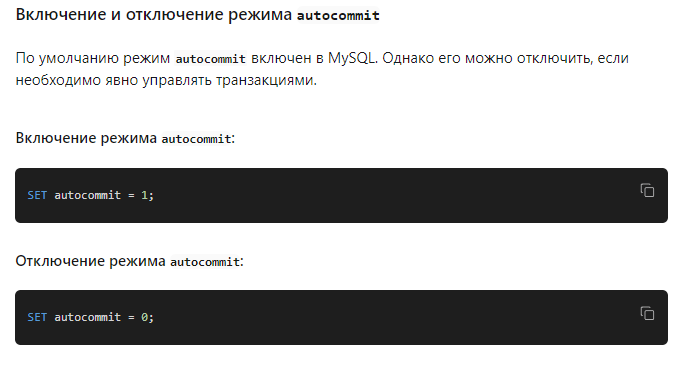 Включение и отключение режима autocommit
По умолчанию режим autocommit включен в MySQL. Однако его можно отключить, если
необходимо явно управлять транзакциями.
Включение режима autocommit:
SET autocommit = 1;
Отключение режима autocommit:
SET autocommit = 0;